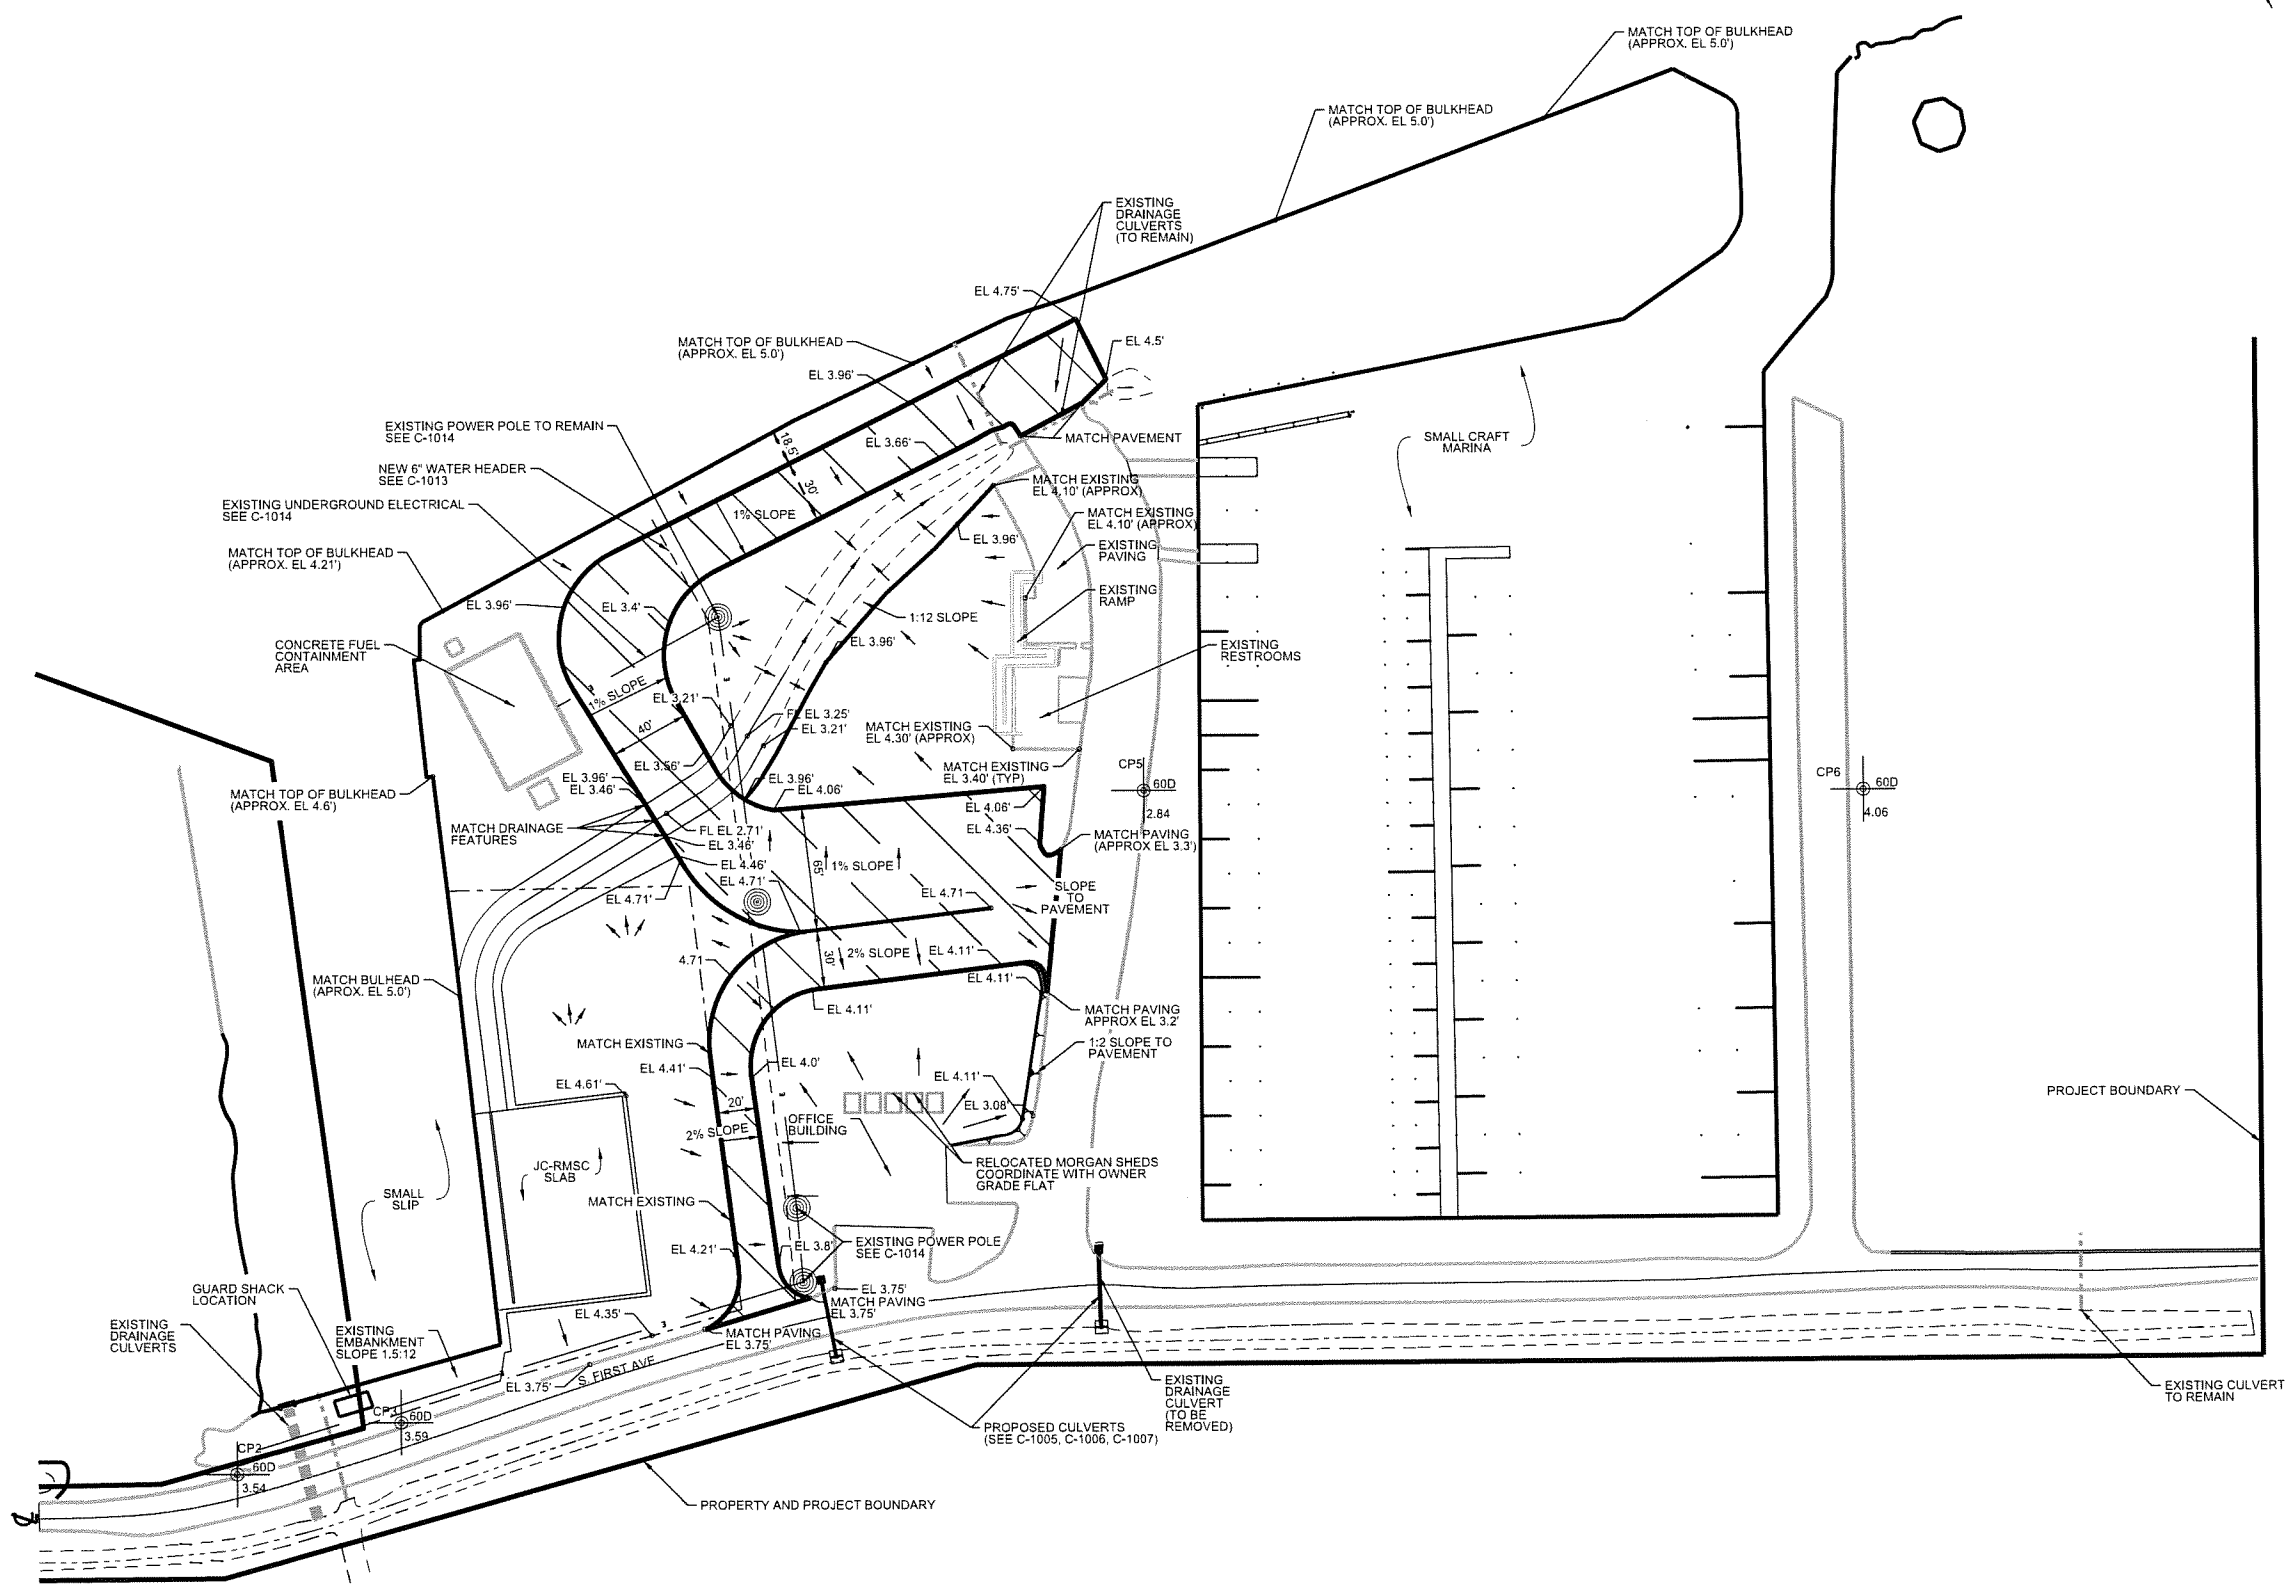 MATCH TOP OF BULKHEAD
(APPROX. EL 5.0')
MATCH TOP OF BULKHEAD
(APPROX. EL 5.0')
EXISTING
DRAINAGE
CULVERTS
(TO REMAIN)
EL 4.75'
MATCH TOP OF BULKHEAD
(APPROX. EL 5.0')
EL 4.5'
EL 3.96'
EXISTING POWER POLE TO REMAIN
SEE C-1014
18.5'
EL 3.66'
MATCH PAVEMENT
SMALL CRAFT
MARINA
NEW 6" WATER HEADER
SEE C-1013
30'
MATCH EXISTING
EL 4.10' (APPROX)
EXISTING UNDERGROUND ELECTRICAL
SEE C-1014
1% SLOPE
MATCH EXISTING
EL 4.10' (APPROX)
EL 3.96'
MATCH TOP OF BULKHEAD
(APPROX. EL 4.21')
EXISTING
PAVING
EXISTING
RAMP
EL 3.96'
EL 3.4'
1:12 SLOPE
CONCRETE FUEL
CONTAINMENT
AREA
EL 3.96'
EXISTING
RESTROOMS
1% SLOPE
EL 3.21'
FL EL 3.25'
EL 3.21'
40'
MATCH EXISTING
EL 4.30' (APPROX)
EL 3.56'
MATCH EXISTING
EL 3.40' (TYP)
CP5
60D
2.84
CP6
60D
4.06
EL 3.96'
EL 3.46'
EL 3.96'
EL 4.06'
MATCH TOP OF BULKHEAD
(APPROX. EL 4.6')
EL 4.06'
EL 4.36'
MATCH DRAINAGE
FEATURES
FL EL 2.71'
EL 3.46'
MATCH PAVING
(APPROX EL 3.3')
EL 4.46'
65'
1% SLOPE
EL 4.71'
EL 4.71'
EL 4.71
SLOPE
TO
PAVEMENT
4.71
30'
2% SLOPE
EL 4.11'
MATCH BULHEAD
(APROX. EL 5.0')
EL 4.11'
EL 4.11'
MATCH PAVING
APPROX EL 3.2'
MATCH EXISTING
1:2 SLOPE TO
PAVEMENT
EL 4.41'
EL 4.0'
EL 4.61'
EL 4.11'
EL 3.08'
PROJECT BOUNDARY
20'
OFFICE
BUILDING
2% SLOPE
JC-RMSC
SLAB
RELOCATED MORGAN SHEDS
COORDINATE WITH OWNER
GRADE FLAT
SMALL
SLIP
MATCH EXISTING
EXISTING POWER POLE
SEE C-1014
EL 4.21'
EL 3.8'
GUARD SHACK
LOCATION
EL 3.75'
MATCH PAVING
EL 3.75'
EXISTING
DRAINAGE
CULVERTS
EXISTING
EMBANKMENT
SLOPE 1.5:12
EL 4.35'
MATCH PAVING
EL 3.75'
S. FIRST AVE
EL 3.75'
EXISTING
DRAINAGE
CULVERT
(TO BE
REMOVED)
EXISTING CULVERT
TO REMAIN
CP3
60D
3.59
PROPOSED CULVERTS
(SEE C-1005, C-1006, C-1007)
CP2
60D
3.54
PROPERTY AND PROJECT BOUNDARY